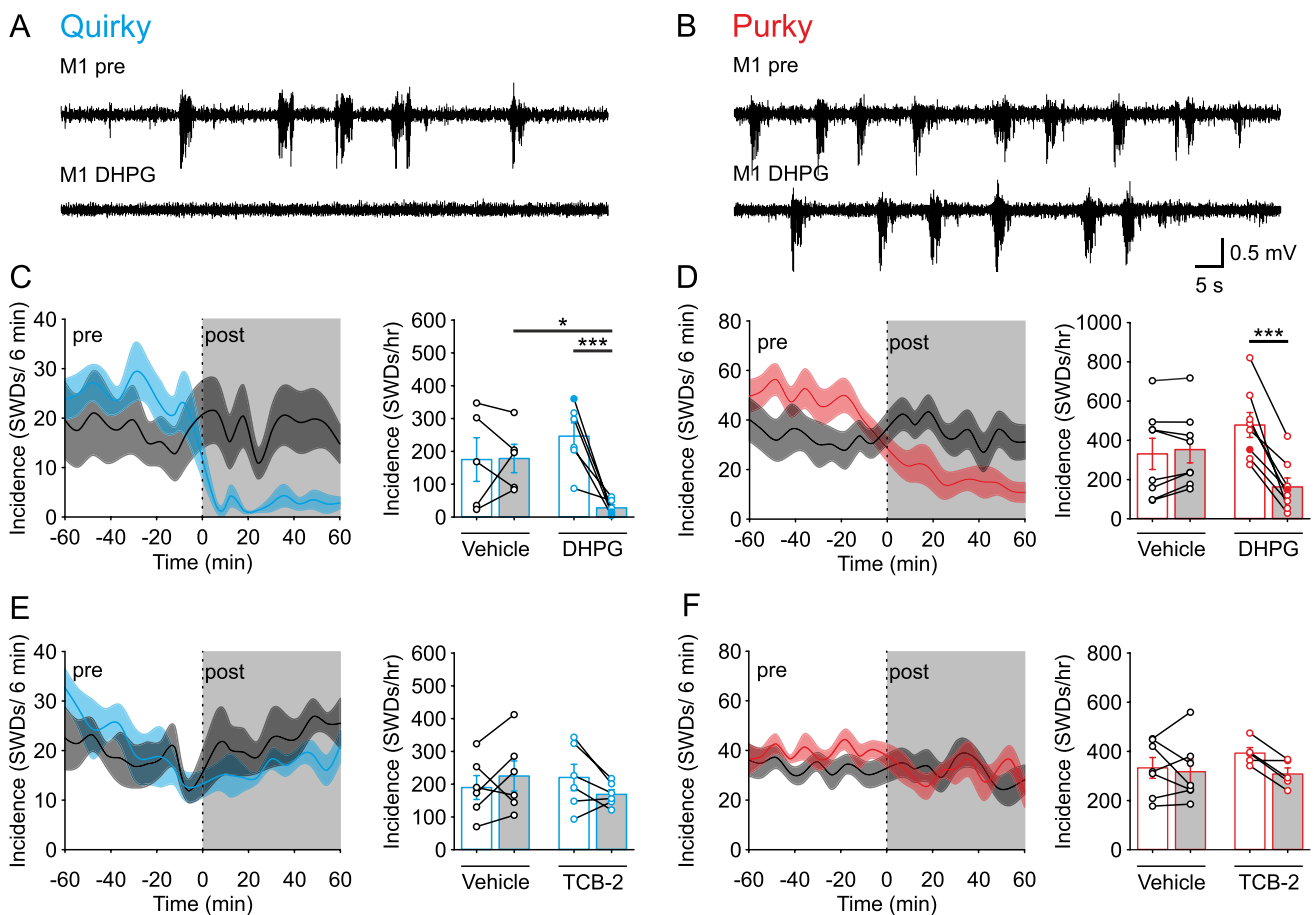 A Quirky
M1 pre
M1 DHPG
B Purky
M1 pre
M1 DHPG
0.5 mV
5 s
C
Incidence (SWDs/ 6 min)
40
30
20
10
0
pre
post
-60 -40 -20 0 20 40 60
Time (min)
Incidence (SWDs/hr)
600
500
400
300
200
100
0
*
***
Vehicle DHPG
D
Incidence (SWDs/ 6 min)
80
60
40
20
0
pre
post
-60 -40 -20 0 20 40 60
Time (min)
Incidence (SWDs/hr)
1000
800
600
400
200
0
***
Vehicle DHPG
E
Incidence (SWDs/ 6 min)
40
30
20
10
0
pre
post
-60 -40 -20 0 20 40 60
Time (min)
Incidence (SWDs/hr)
600
500
400
300
200
100
0
Vehicle TCB-2
F
Incidence (SWDs/ 6 min)
80
60
40
20
0
pre
post
-60 -40 -20 0 20 40 60
Time (min)
Incidence (SWDs/hr)
800
600
400
200
0
Vehicle TCB-2